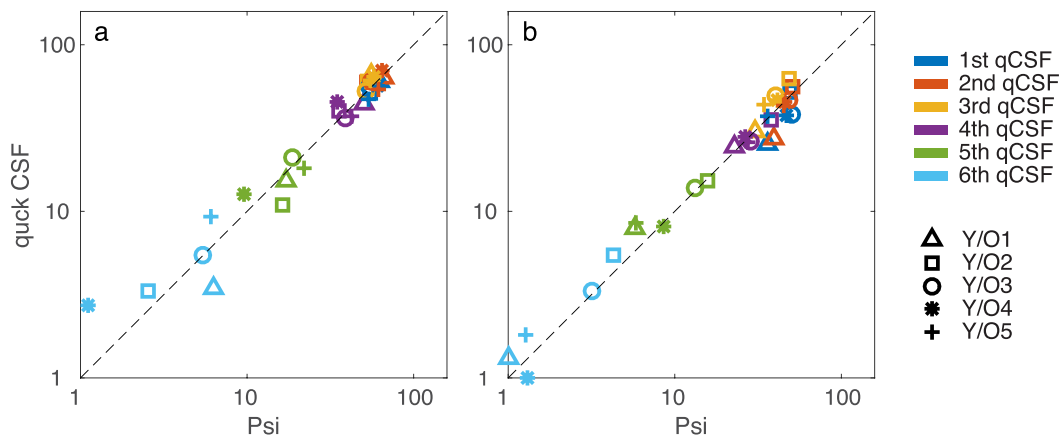 a
b
100
10
1
quck CSF
1
10
100
Psi
100
10
1
1
10
100
Psi
1st qCSF
2nd qCSF
3rd qCSF
4th qCSF
5th qCSF
6th qCSF
Y/O1
Y/O2
Y/O3
Y/O4
Y/O5